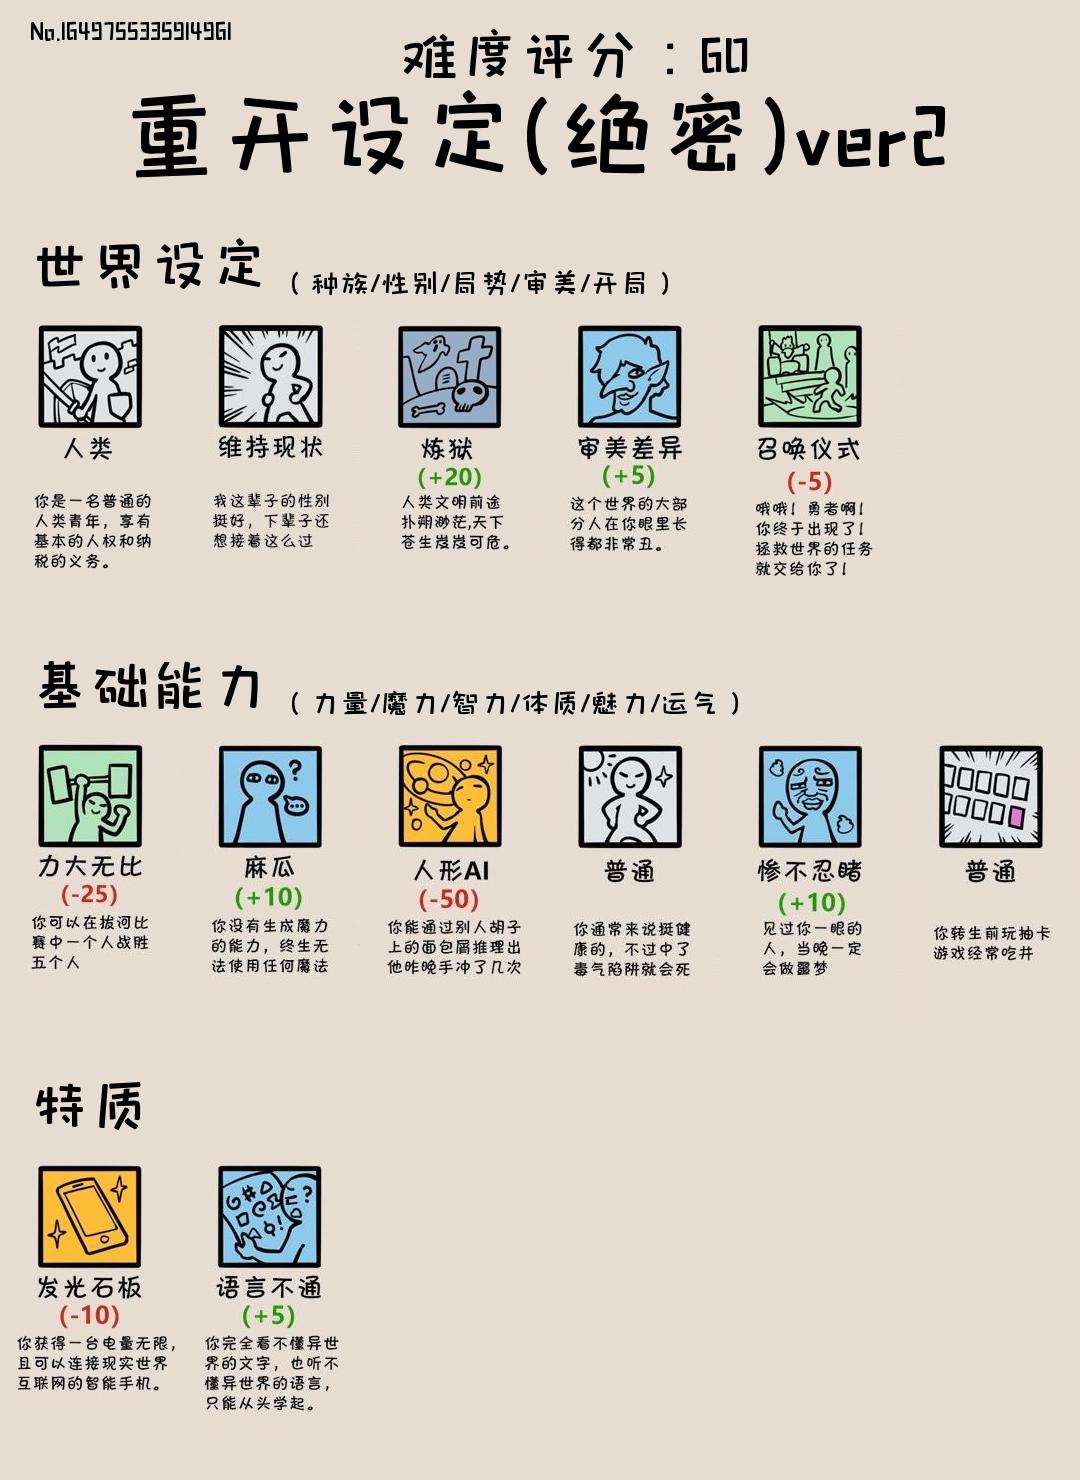 No.1649755335914961
难度评分：60
重开设定(绝密)ver2
世界设定（种族/性别/局势/审美/开局）
人类
你是一名普通的
人类青年，享有
基本的人权和纳
税的义务。
维持现状
我这辈子的性别
挺好，下辈子还
想接着这么过
炼狱
(+20)
人类文明前途
扑朔渺茫,天下
苍生岌岌可危。
审美差异
(+5)
这个世界的大部
分人在你眼里长
得都非常丑。
召唤仪式
(-5)
哦哦！勇者啊！
你终于出现了！
拯救世界的任务
就交给你了！
基础能力（力量/魔力/智力/体质/魅力/运气）
力大无比
(-25)
你可以在拔河比
赛中一个人战胜
五个人
麻瓜
(+10)
你没有生成魔力
的能力，终生无
法使用任何魔法
人形AI
(-50)
你能通过别人胡子
上的面包屑推理出
他昨晚手冲了几次
普通
你通常来说挺健
康的，不过中了
毒气陷阱就会死
惨不忍睹
(+10)
见过你一眼的
人，当晚一定
会做噩梦
普通
你转生前玩抽卡
游戏经常吃井
特质
发光石板
(-10)
你获得一台电量无限，
且可以连接现实世界
互联网的智能手机。
语言不通
(+5)
你完全看不懂异世
界的文字，也听不
懂异世界的语言，
只能从头学起。